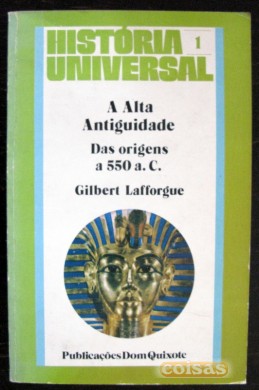 HISTÓRIA 1
UNIVERSAL
A Alta
Antiguidade
Das origens
a 550 a. C.
Gilbert Lafforgue
Publicações Dom Quixote
coisas